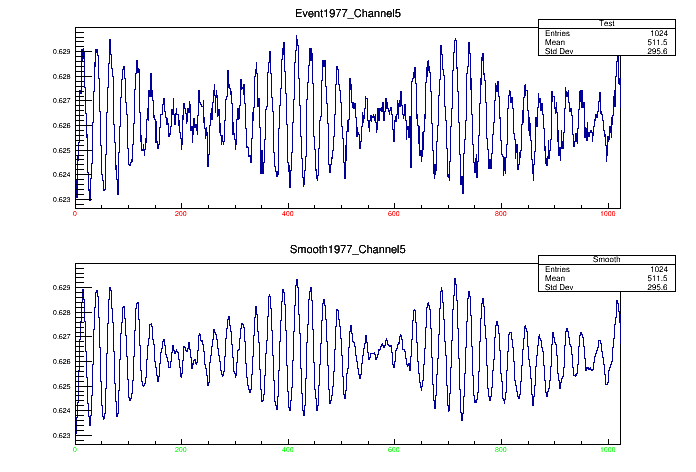 Event1977_Channel5
Test
Entries 1024
Mean 511.5
Std Dev 295.6
0.629
0.628
0.627
0.626
0.625
0.624
0.623
0 200 400 600 800 1000
Smooth1977_Channel5
Smooth
Entries 1024
Mean 511.5
Std Dev 295.6
0.629
0.628
0.627
0.626
0.625
0.624
0.623
0 200 400 600 800 1000